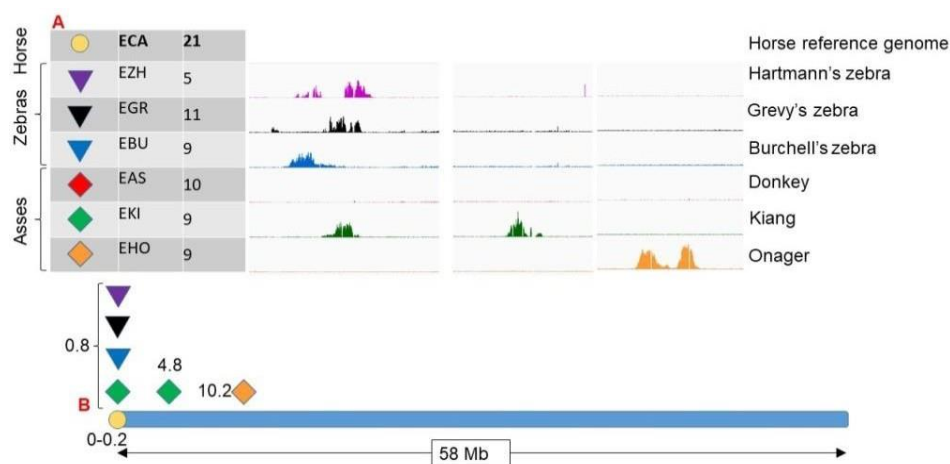 A
Horse
ECA 21 Horse reference genome
Zebras
EZH 5 Hartmann's zebra
EGR 11 Grevy's zebra
EBU 9 Burchell'szebra
Asses
EAS 10 Donkey
EKI 9 Kiang
EHO 9 Onager
0.8
4.8
10.2
B
0-0.2
58 Mb